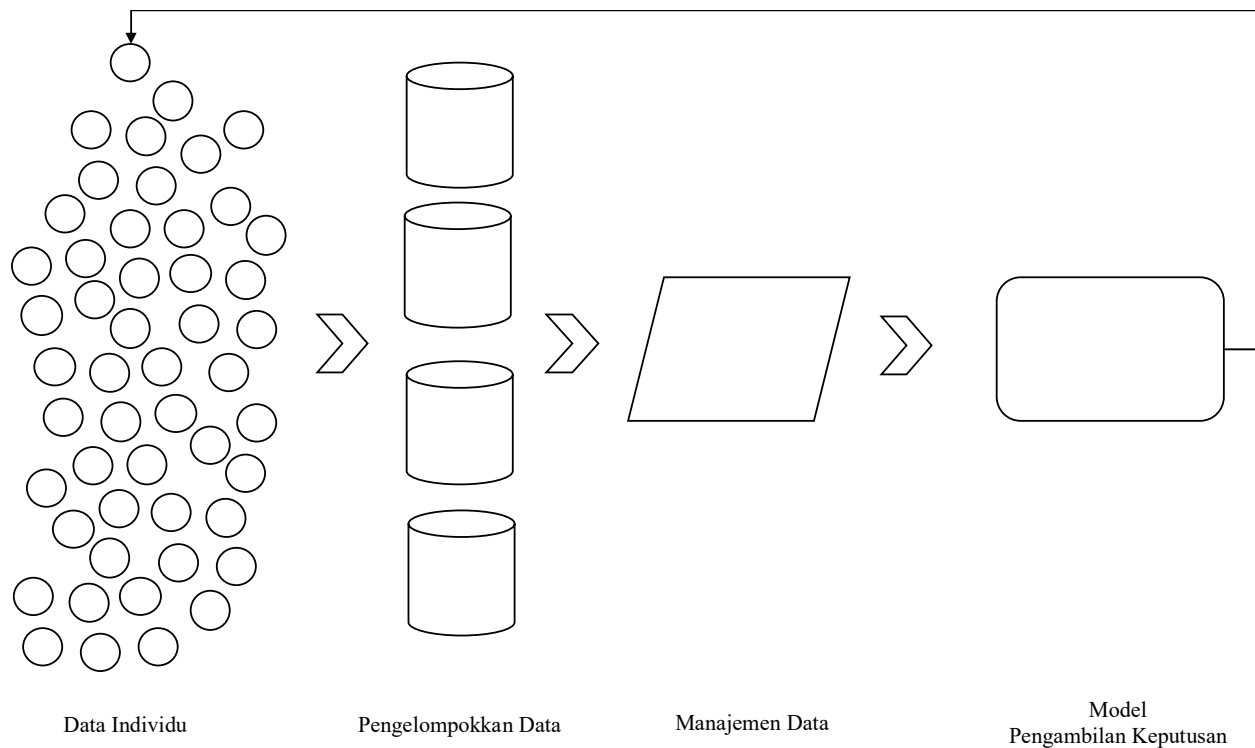 Data Individu
Pengelompokkan Data
Manajemen Data
Model
Pengambilan Keputusan